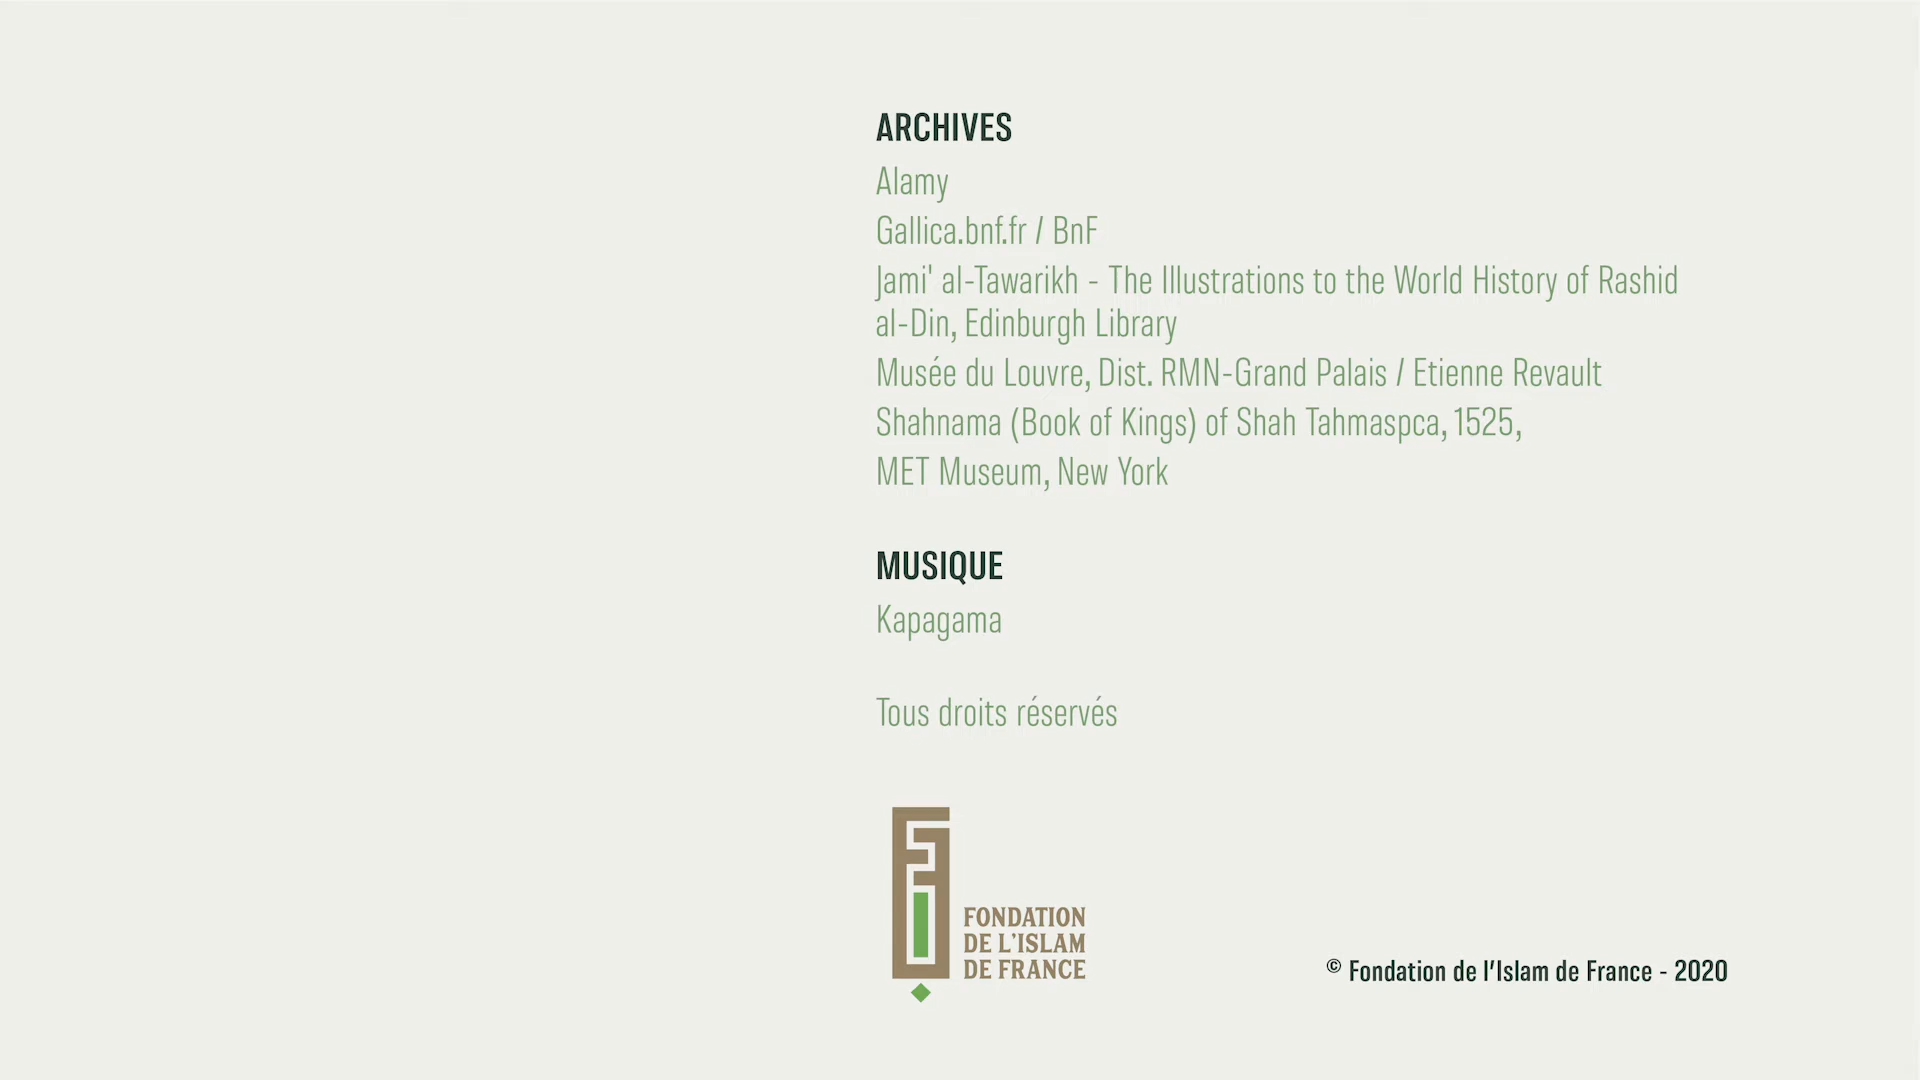 ARCHIVES
Alamy
Gallica.bnf.fr / BnF
Jami' al-Tawarikh - The Illustrations to the World History of Rashid
al-Din, Edinburgh Library
Musée du Louvre, Dist. RMN-Grand Palais / Etienne Revault
Shahnama (Book of Kings) of Shah Tahmaspca, 1525,
MET Museum, New York
MUSIQUE
Kapagama
Tous droits réservés
FONDATION
DE L'ISLAM
DE FRANCE
© Fondation de l’Islam de France - 2020